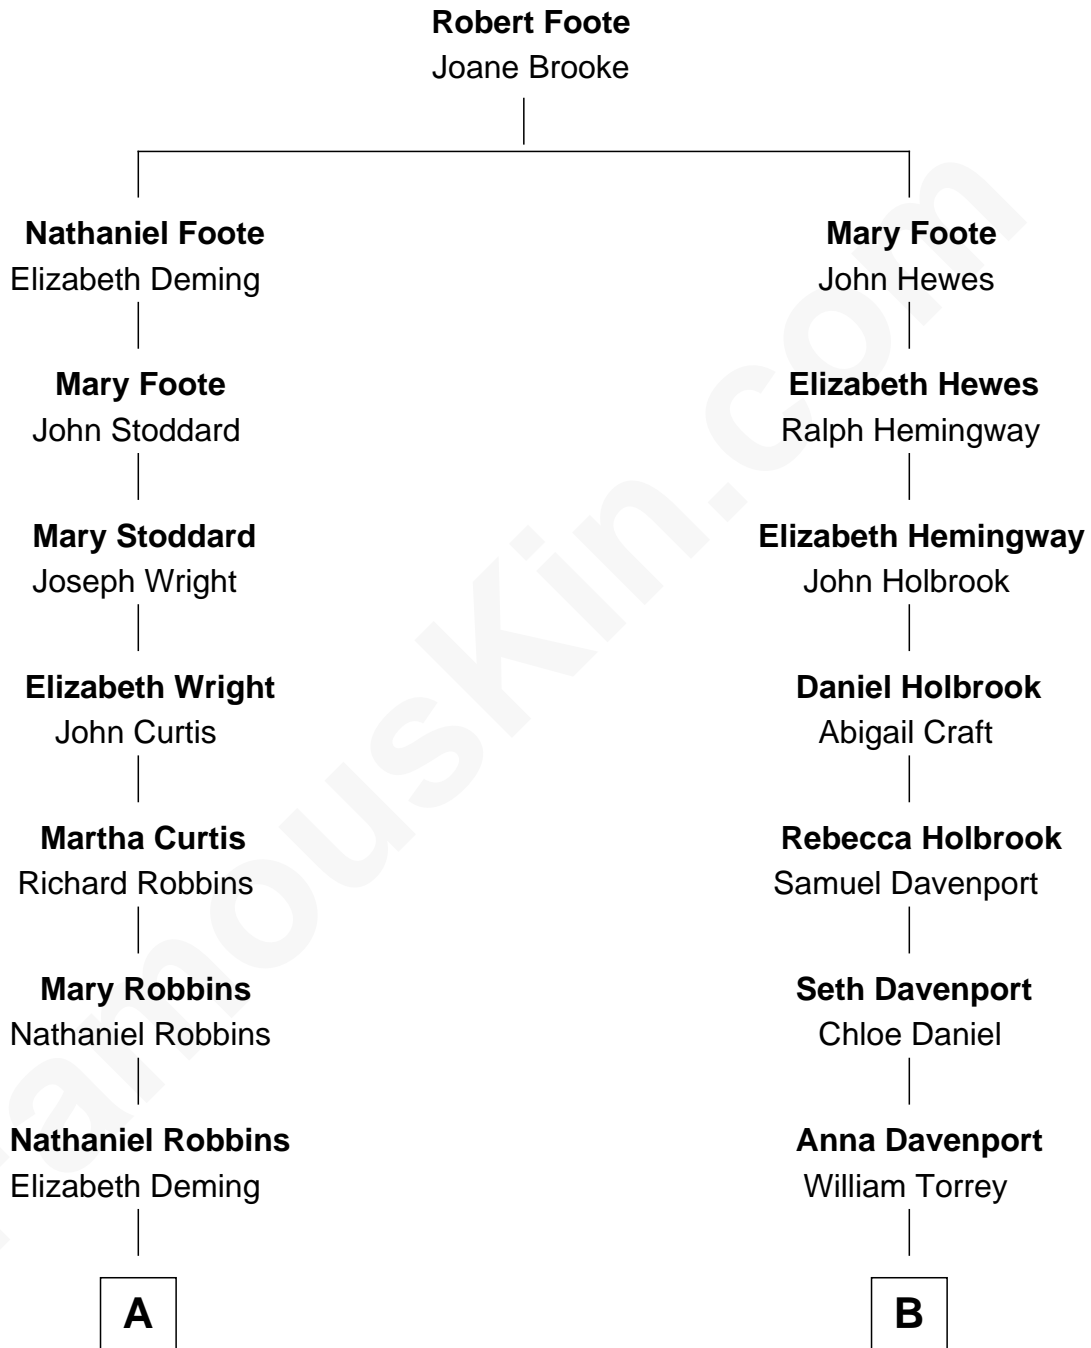 Robert Foote
Joane Brooke
Nathaniel Foote
Elizabeth Deming
Mary Foote
John Stoddard
Mary Stoddard
Joseph Wright
Elizabeth Wright
John Curtis
Martha Curtis
Richard Robbins
Mary Robbins
Nathaniel Robbins
Nathaniel Robbins
Elizabeth Deming
A
Mary Foote
John Hewes
Elizabeth Hewes
Ralph Hemingway
Elizabeth Hemingway
John Holbrook
Daniel Holbrook
Abigail Craft
Rebecca Holbrook
Samuel Davenport
Seth Davenport
Chloe Daniel
Anna Davenport
William Torrey
B
FamousKin.com